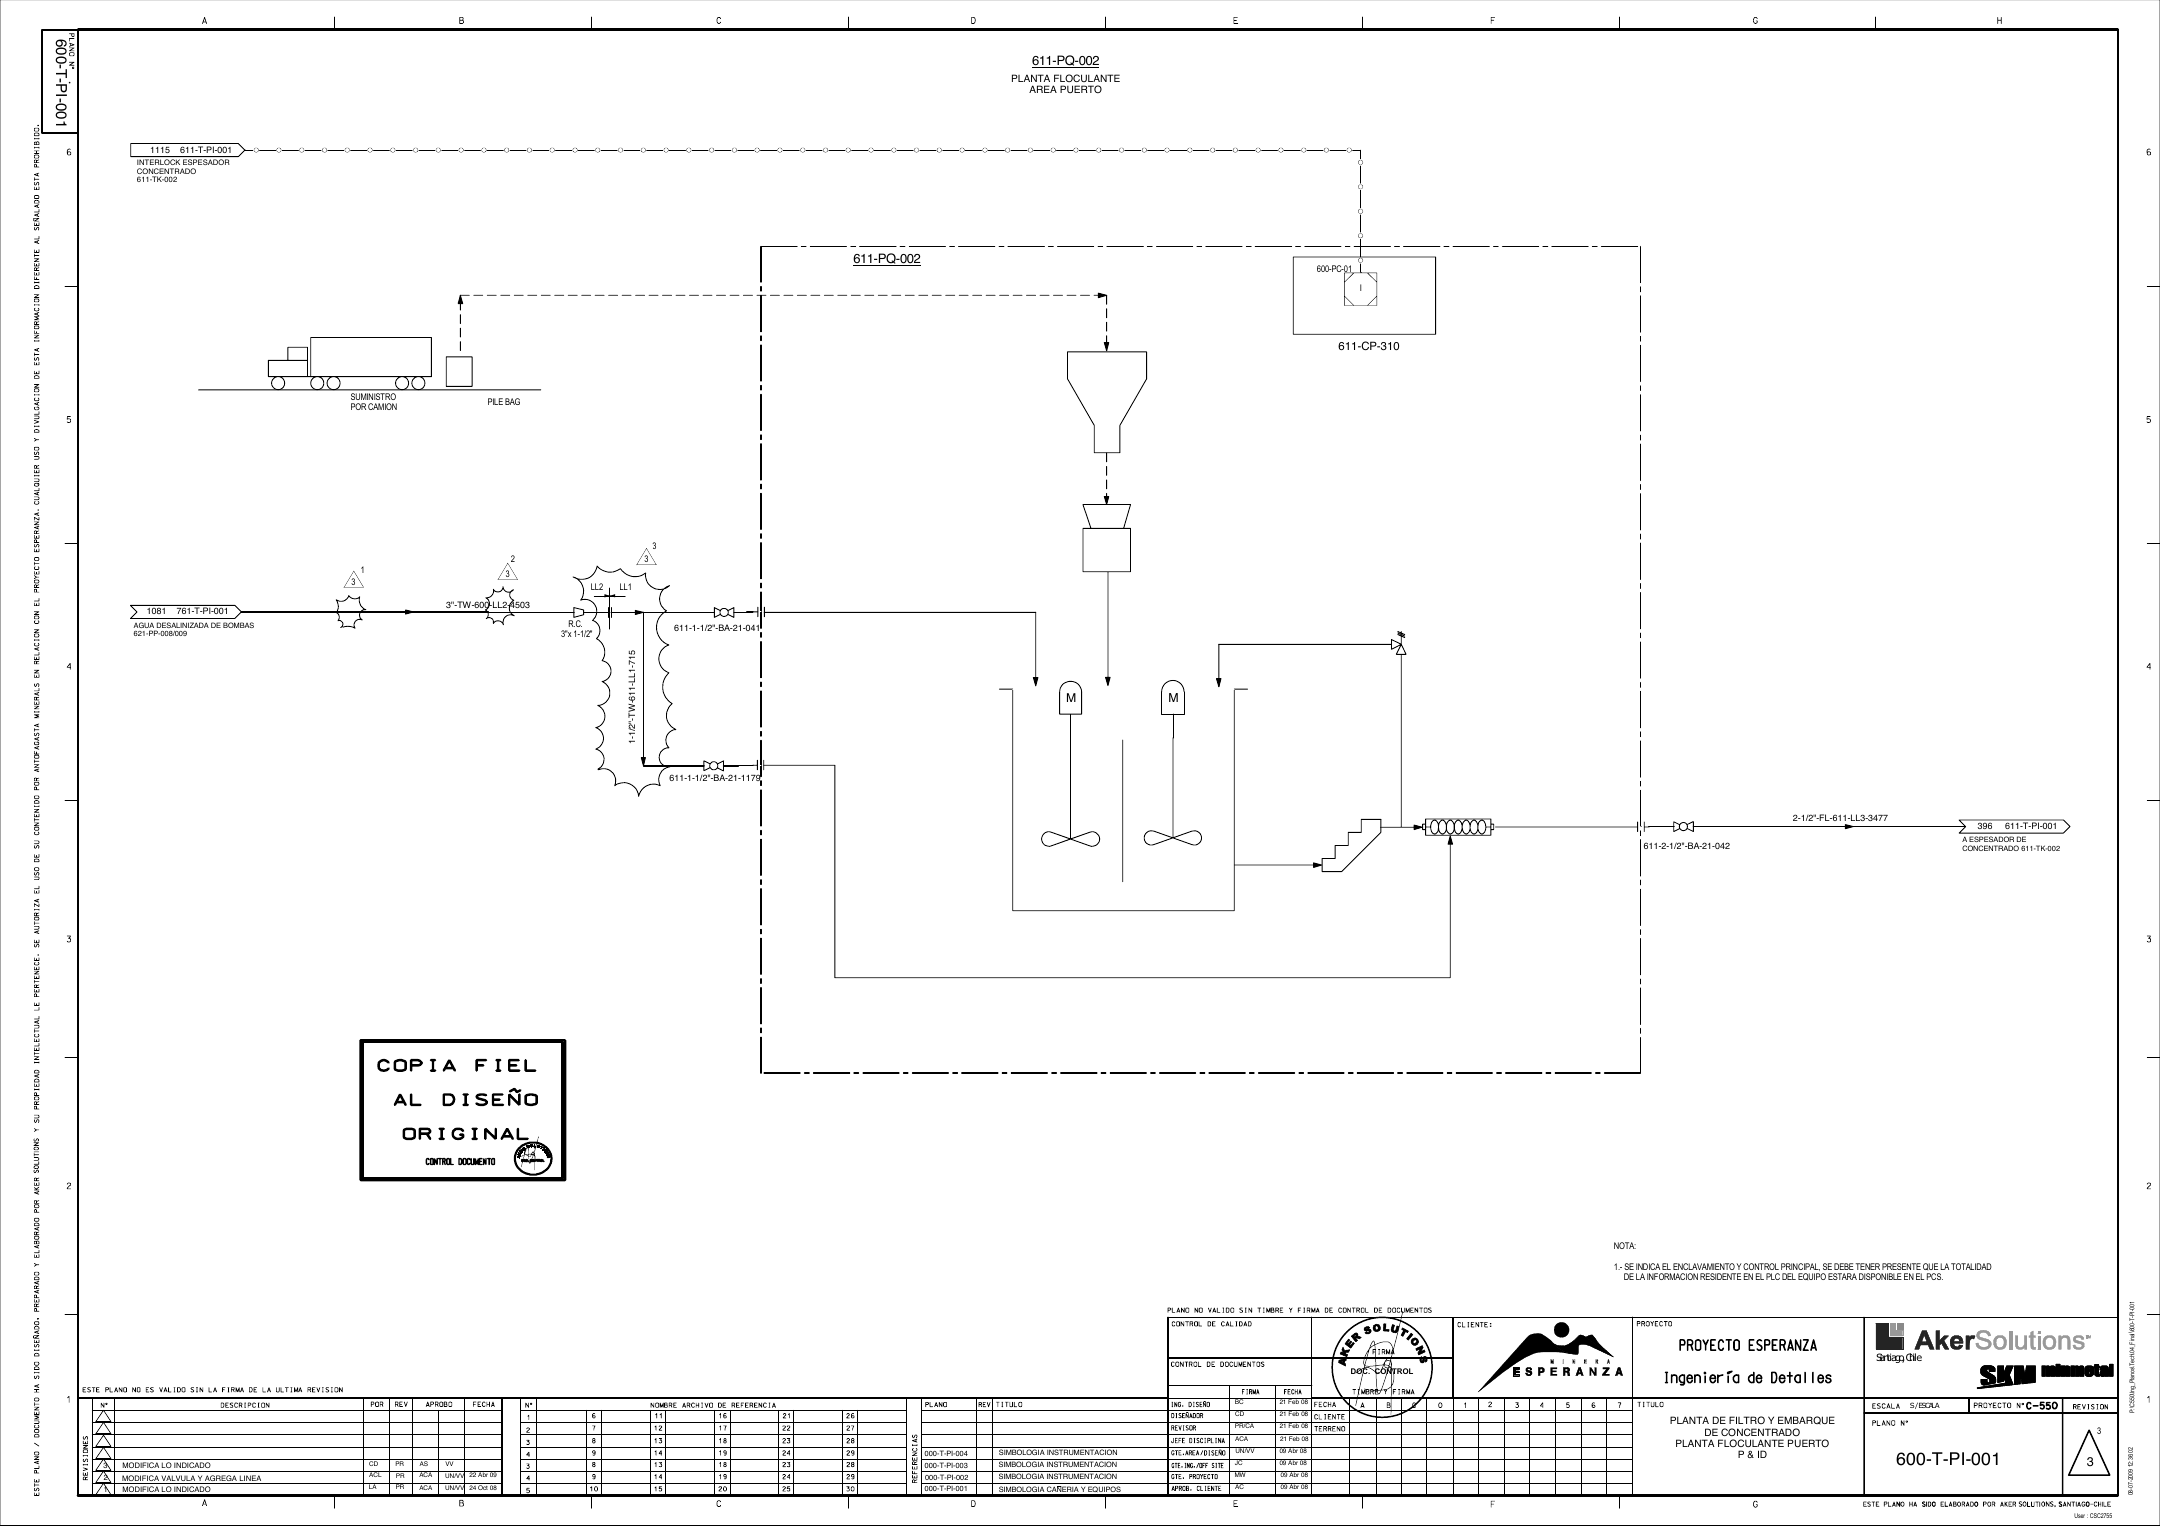 A B C D E F G H
PLANO N°
600-T-PI-001
611-PQ-002
PLANTA FLOCULANTE
AREA PUERTO
6
6
1115 611-T-PI-001
INTERLOCK ESPESADOR
CONCENTRADO
611-TK-002
611-PQ-002
600-PC-01
I
611-CP-310
SUMINISTRO
POR CAMION
PILE BAG
5
5
3 1
3 2
3 3
LL2 LL1
1081 761-T-PI-001
AGUA DESALINIZADA DE BOMBAS
621-PP-008/009
3"-TW-600-LL2-4503
R.C.
3"x 1-1/2"
611-1-1/2"-BA-21-041
1-1/2"-TW-611-LL1-715
611-1-1/2"-BA-21-1179
4
4
M
M
2-1/2"-FL-611-LL3-3477
396 611-T-PI-001
A ESPESADOR DE
CONCENTRADO 611-TK-002
611-2-1/2"-BA-21-042
3
3
COPIA FIEL
AL DISEÑO
ORIGINAL
CONTROL DOCUMENTO
2
2
NOTA:
1.- SE INDICA EL ENCLAVAMIENTO Y CONTROL PRINCIPAL, SE DEBE TENER PRESENTE QUE LA TOTALIDAD
DE LA INFORMACION RESIDENTE EN EL PLC DEL EQUIPO ESTARA DISPONIBLE EN EL PCS.
ESTE PLANO / DOCUMENTO HA SIDO DISEÑADO, PREPARADO Y ELABORADO POR AKER SOLUTIONS Y SU PROPIEDAD INTELECTUAL LE PERTENECE. SE AUTORIZA EL USO DE SU CONTENIDO POR ANTOFAGASTA MINERALS EN RELACION CON EL PROYECTO ESPERANZA. CUALQUIER USO Y DIVULGACION DE ESTA INFORMACION DIFERENTE AL SEÑALADO ESTA PROHIBIDO.
1
1
ESTE PLANO NO ES VALIDO SIN LA FIRMA DE LA ULTIMA REVISION
REVISIONES
N° DESCRIPCION POR REV APROBO FECHA
3 MODIFICA LO INDICADO CD PR AS VV
2 MODIFICA VALVULA Y AGREGA LINEA ACL PR ACA UN/VV 22 Abr 09
1 MODIFICA LO INDICADO LA PR ACA UN/VV 24 Oct 08
N° NOMBRE ARCHIVO DE REFERENCIA
1 6 11 16 21 26
2 7 12 17 22 27
3 8 13 18 23 28
4 9 14 19 24 29
3 8 13 18 23 28
4 9 14 19 24 29
5 10 15 20 25 30
REFERENCIAS
PLANO REV TITULO
000-T-PI-004 SIMBOLOGIA INSTRUMENTACION
000-T-PI-003 SIMBOLOGIA INSTRUMENTACION
000-T-PI-002 SIMBOLOGIA INSTRUMENTACION
000-T-PI-001 SIMBOLOGIA CAÑERIA Y EQUIPOS
PLANO NO VALIDO SIN TIMBRE Y FIRMA DE CONTROL DE DOCUMENTOS
CONTROL DE CALIDAD
FIRMA
CONTROL DE DOCUMENTOS
TIMBRE Y FIRMA
AKER SOLUTIONS
DOC. CONTROL
FIRMA FECHA
ING. DISEÑO BC 21 Feb 08
DISEÑADOR CD 21 Feb 08
REVISOR PR/CA 21 Feb 08
JEFE DISCIPLINA ACA 21 Feb 08
GTE.AREA/DISEÑO UN/VV 09 Abr 08
GTE.ING./OFF SITE JC 09 Abr 08
GTE. PROYECTO MW 09 Abr 08
APROB. CLIENTE AC 09 Abr 08
FECHA A B C 0 1 2 3 4 5 6 7
CLIENTE
TERRENO
CLIENTE:
MINERA
ESPERANZA
PROYECTO
PROYECTO ESPERANZA
Ingeniería de Detalles
AkerSolutions
Santiago, Chile
SKM minmetal
TITULO
PLANTA DE FILTRO Y EMBARQUE
DE CONCENTRADO
PLANTA FLOCULANTE PUERTO
P & ID
ESCALA S/ESCALA PROYECTO N° C-550 REVISION
PLANO N°
600-T-PI-001
3
3
A B C D E F G
ESTE PLANO HA SIDO ELABORADO POR AKER SOLUTIONS, SANTIAGO-CHILE
User : CSC2755